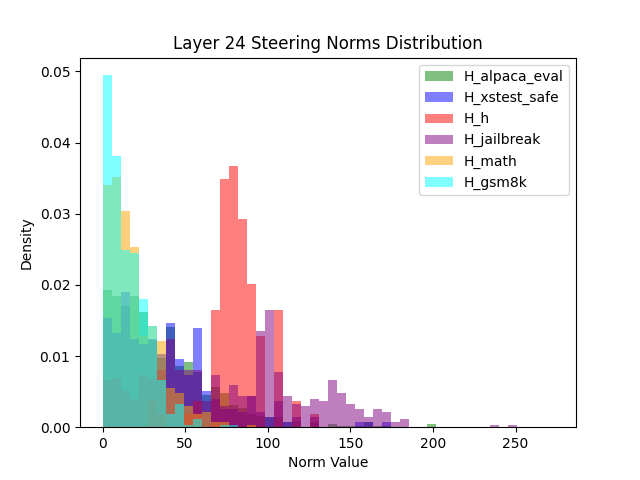 Layer 24 Steering Norms Distribution
H_alpaca_eval
H_xstest_safe
H_h
H_jailbreak
H_math
H_gsm8k
Density
0.05
0.04
0.03
0.02
0.01
0.00
0 50 100 150 200 250
Norm Value